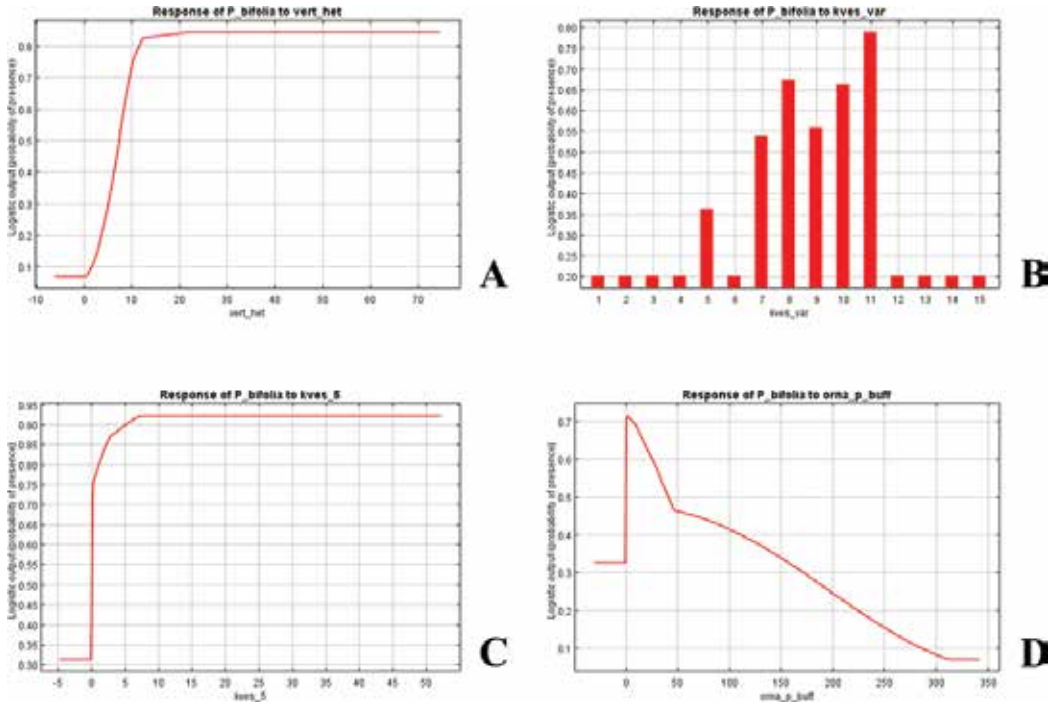 Response of P_bifolia to vert_het
Logistic output (probability of presence)
0.8
0.7
0.6
0.5
0.4
0.3
0.2
0.1
-10 0 10 20 30 40 50 60 70
vert_het
A
Response of P_bifolia to kves_var
Logistic output (probability of presence)
0.80
0.75
0.70
0.65
0.60
0.55
0.50
0.45
0.40
0.35
0.30
0.25
0.20
1 2 3 4 5 6 7 8 9 10 11 12 13 14 15
kves_var
B
Response of P_bifolia to kves_5
Logistic output (probability of presence)
0.95
0.90
0.85
0.80
0.75
0.70
0.65
0.60
0.55
0.50
0.45
0.40
0.35
0.30
-5 0 5 10 15 20 25 30 35 40 45 50
kves_5
C
Response of P_bifolia to orna_p_buff
Logistic output (probability of presence)
0.7
0.6
0.5
0.4
0.3
0.2
0.1
0 50 100 150 200 250 300 350
orna_p_buff
D